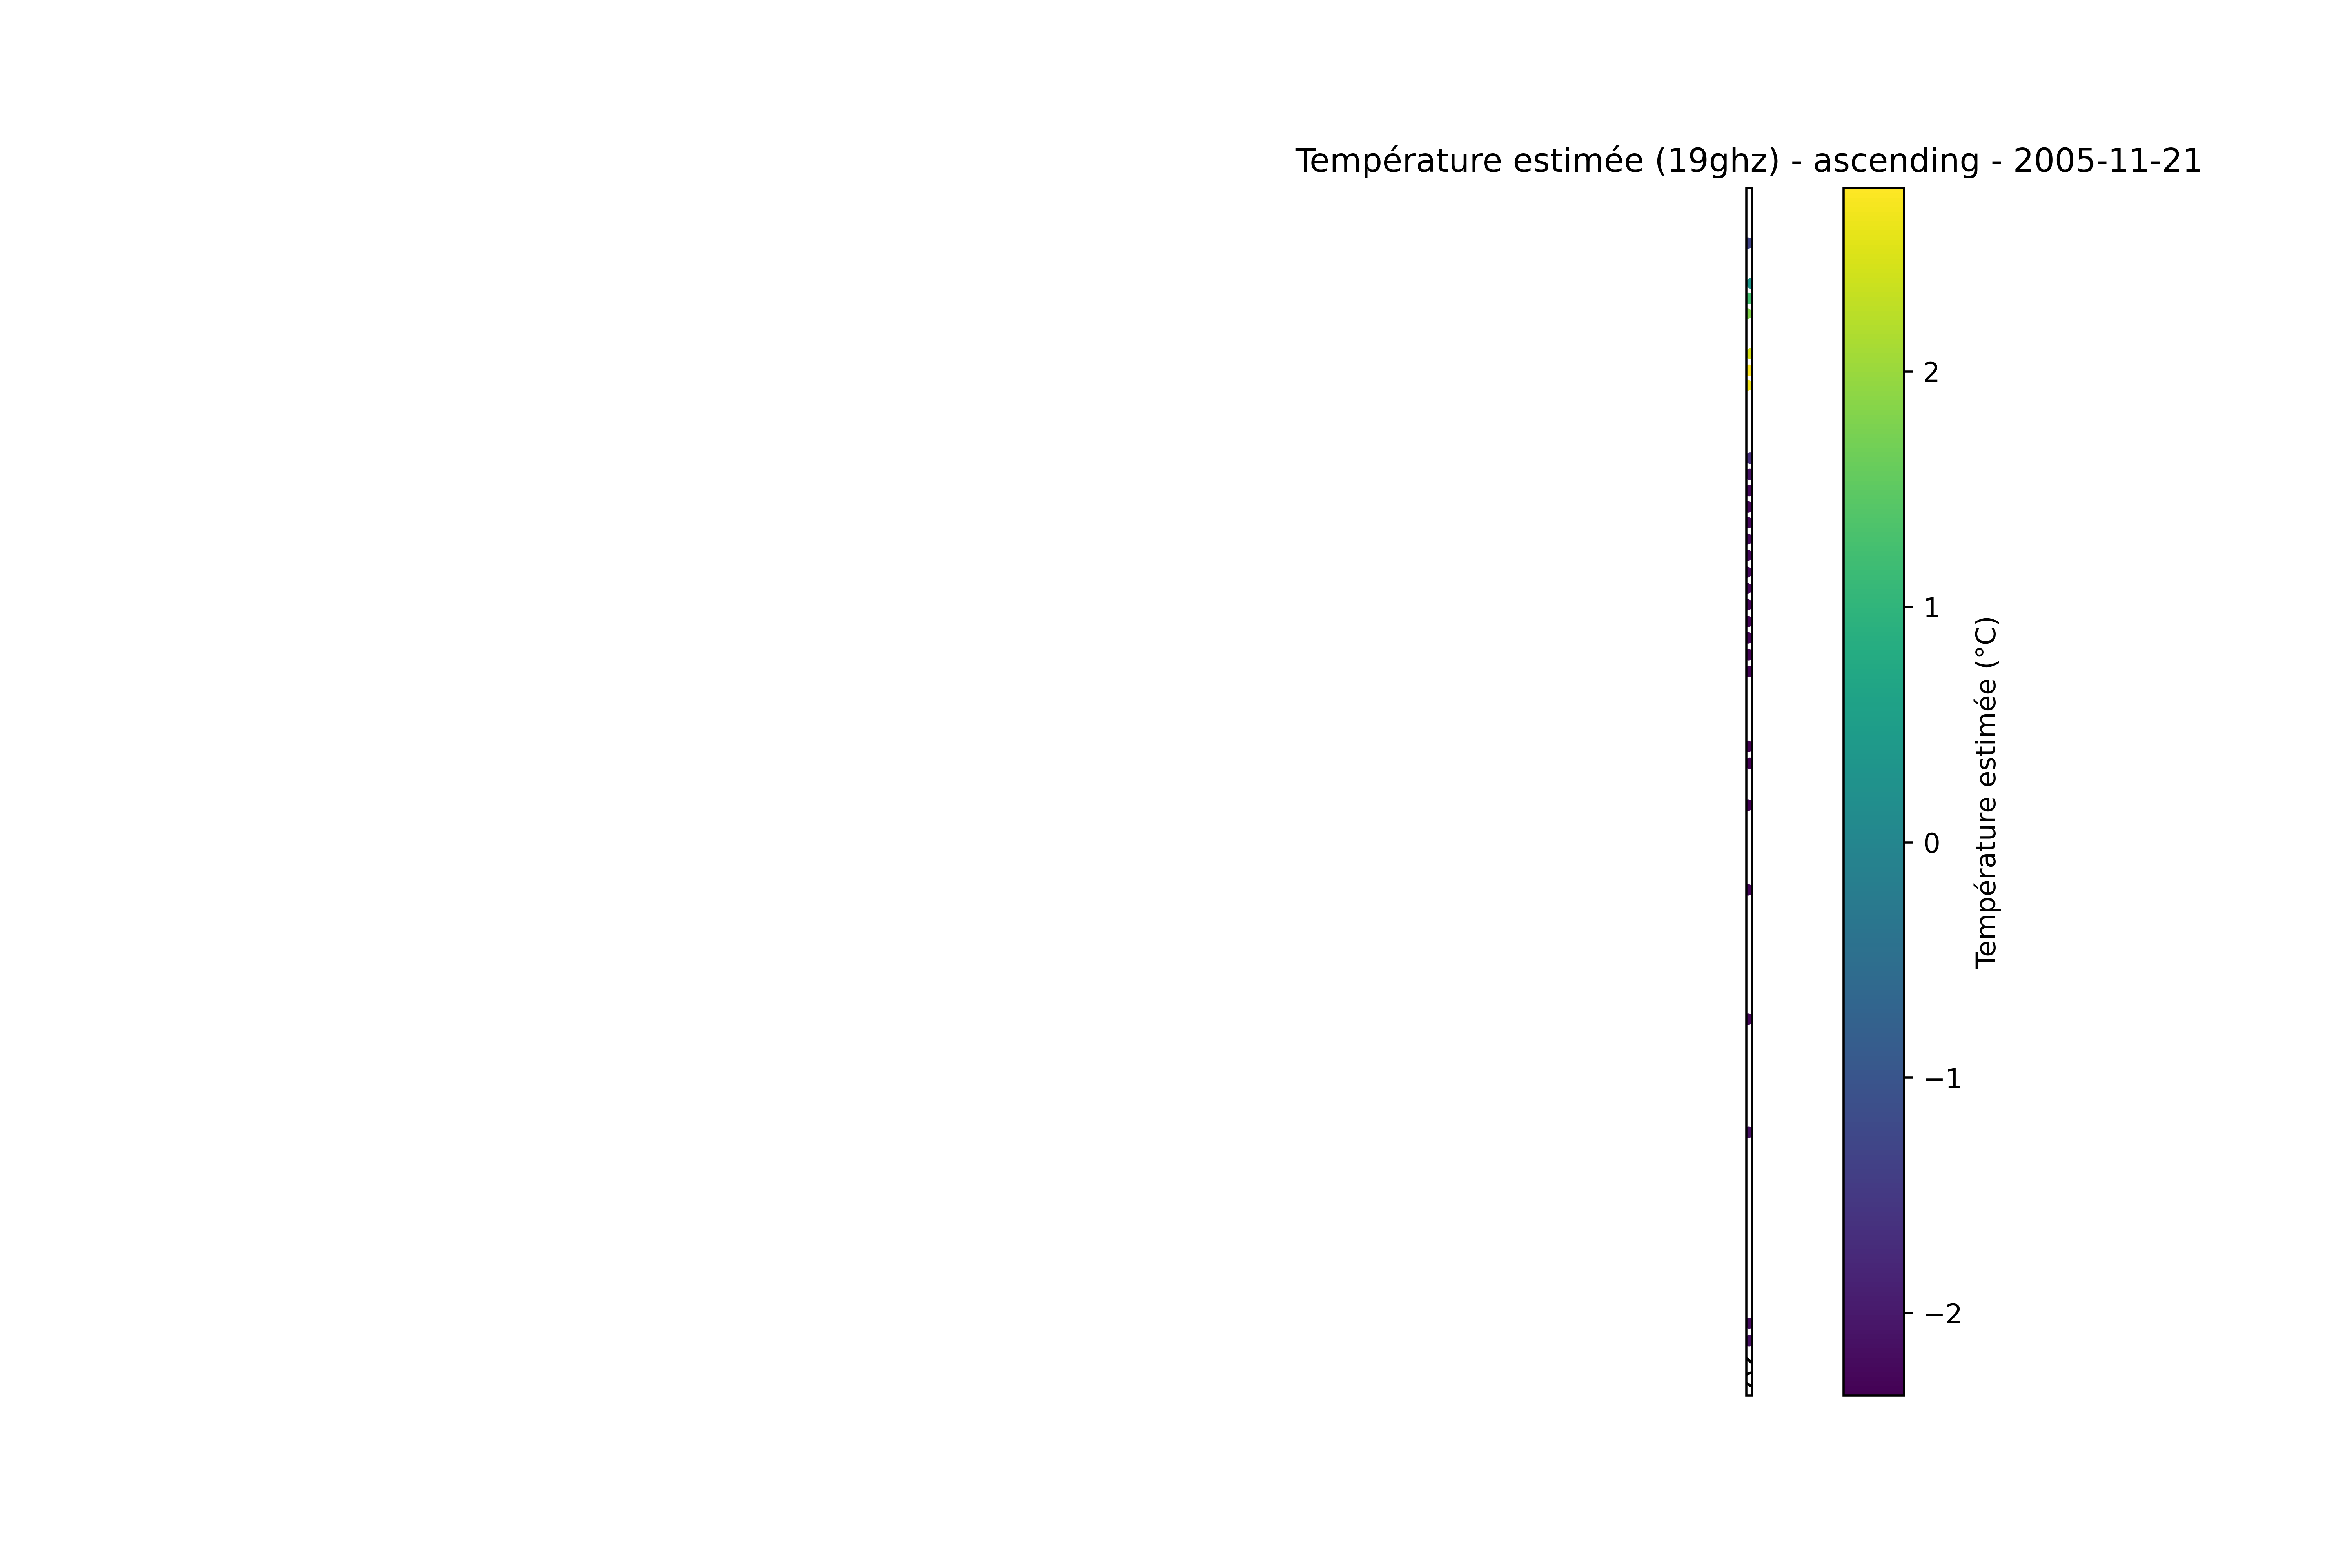 Température estimée (19ghz) - ascending - 2005-11-21
2
1
0
−1
−2
Température estimée (°C)